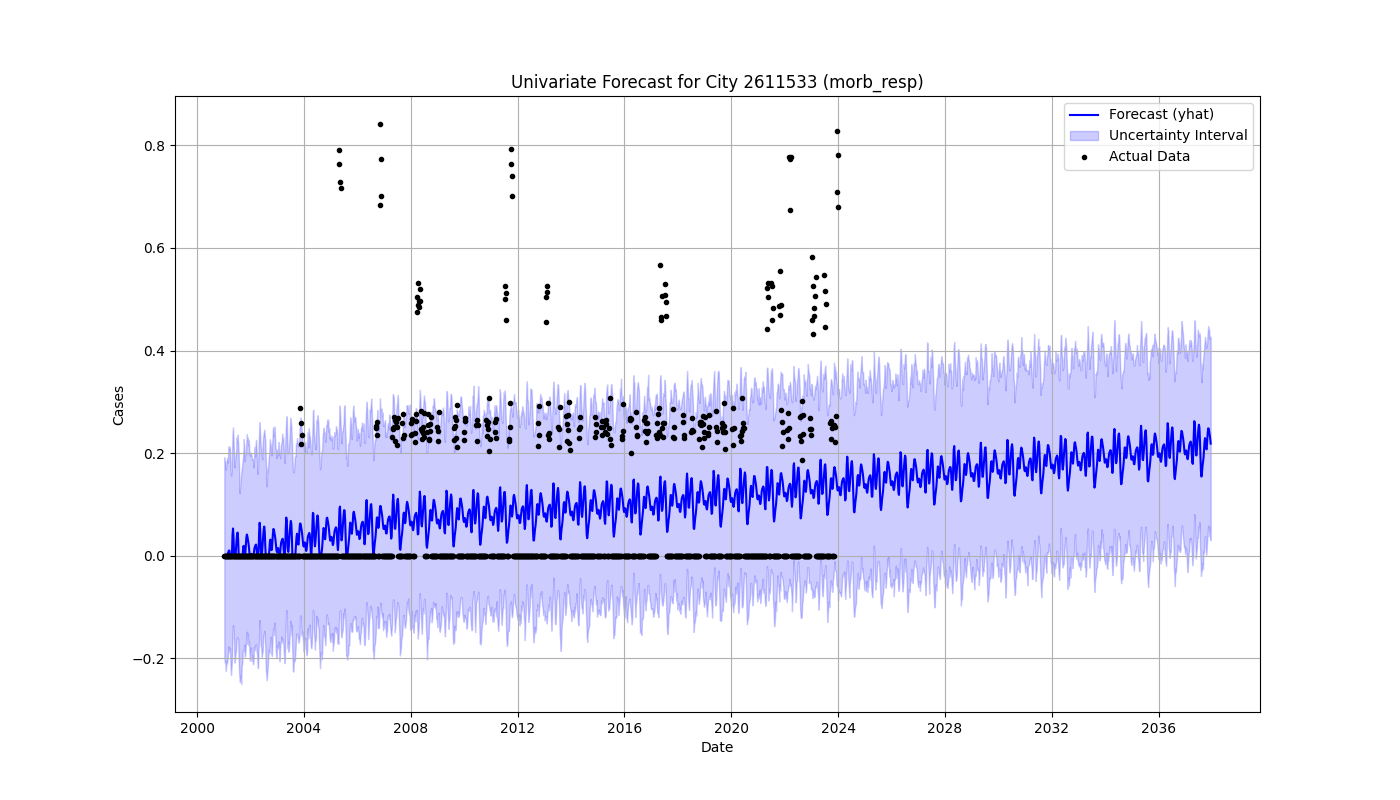 Univariate Forecast for City 2611533 (morb_resp)
Forecast (yhat)
Uncertainty Interval
Actual Data
Cases
0.8
0.6
0.4
0.2
0.0
−0.2
2000
2004
2008
2012
2016
2020
2024
2028
2032
2036
Date